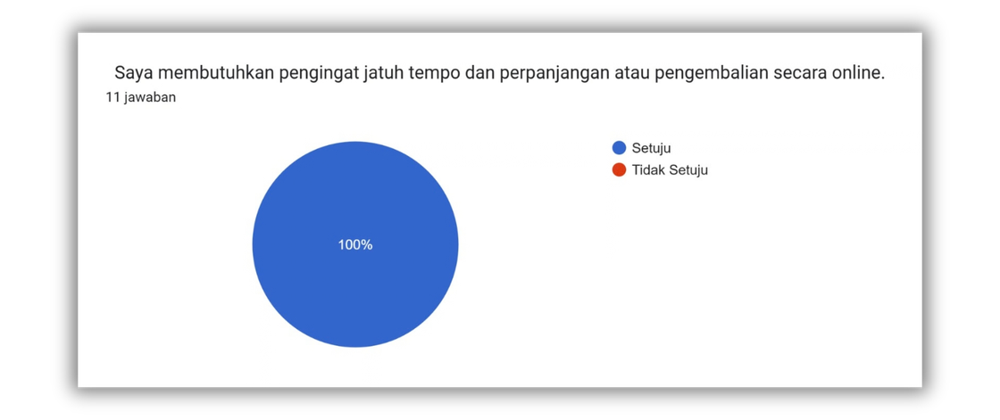 Saya membutuhkan pengingat jatuh tempo dan perpanjangan atau pengembalian secara online.
11 jawaban
Setuju
Tidak Setuju
100%